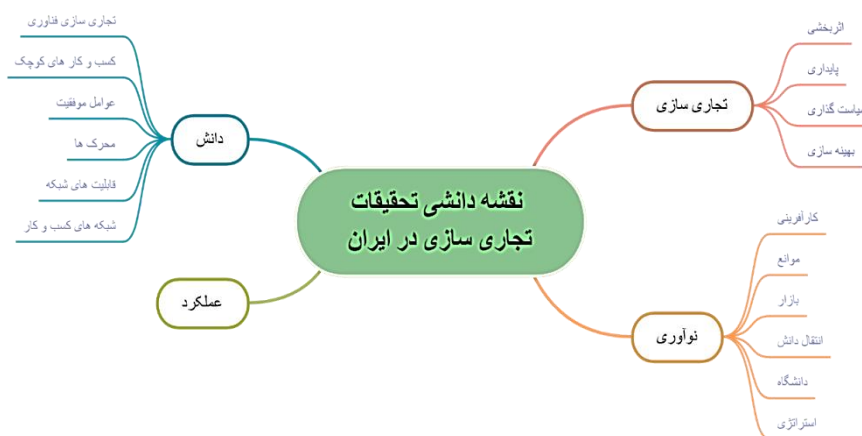 نقشه دانشی تحقیقات
تجاری سازی در ایران
تجاری سازی
اثربخشی
پایداری
سیاست گذاری
بهینه سازی
نوآوری
کارآفرینی
موانع
بازار
انتقال دانش
دانشگاه
استراتژی
دانش
تجاری سازی فناوری
کسب و کار های کوچک
عوامل موفقیت
محرک ها
قابلیت های شبکه
شبکه های کسب و کار
عملکرد